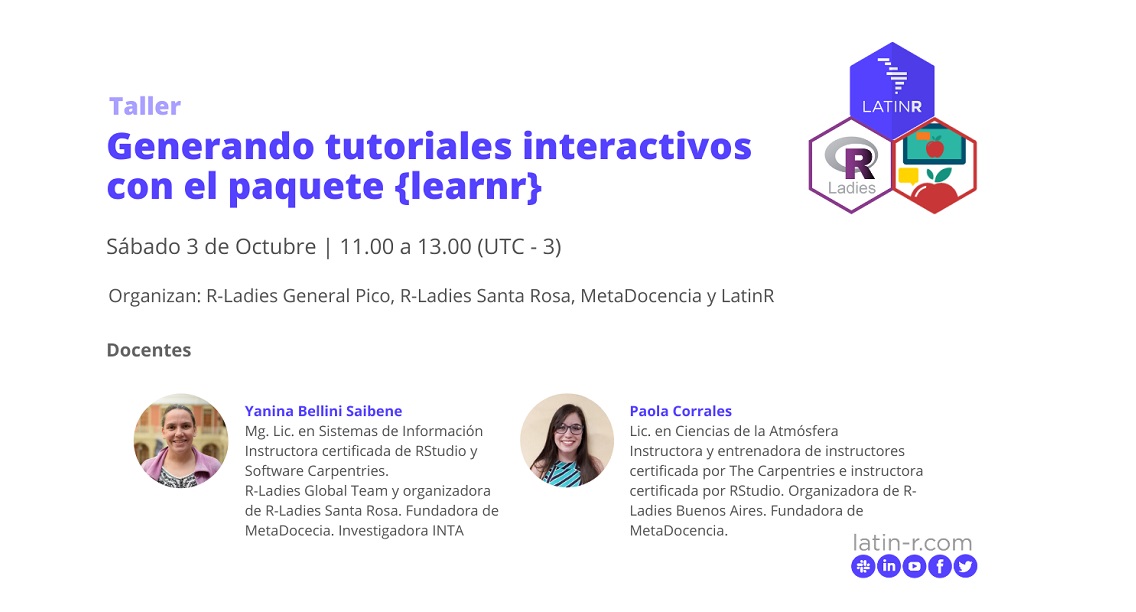 LATINR
R
Ladies
Taller
Generando tutoriales interactivos
con el paquete {learnr}
Sábado 3 de Octubre | 11.00 a 13.00 (UTC - 3)
Organizan: R-Ladies General Pico, R-Ladies Santa Rosa, MetaDocencia y LatinR
Docentes
Yanina Bellini Saibene
Mg. Lic. en Sistemas de Información
Instructora certificada de RStudio y
Software Carpentries.
R-Ladies Global Team y organizadora
de R-Ladies Santa Rosa. Fundadora de
MetaDocecia. Investigadora INTA
Paola Corrales
Lic. en Ciencias de la Atmósfera
Instructora y entrenadora de instructores
certificada por The Carpentries e instructora
certificada por RStudio. Organizadora de R-
Ladies Buenos Aires. Fundadora de
MetaDocencia.
latin-r.com